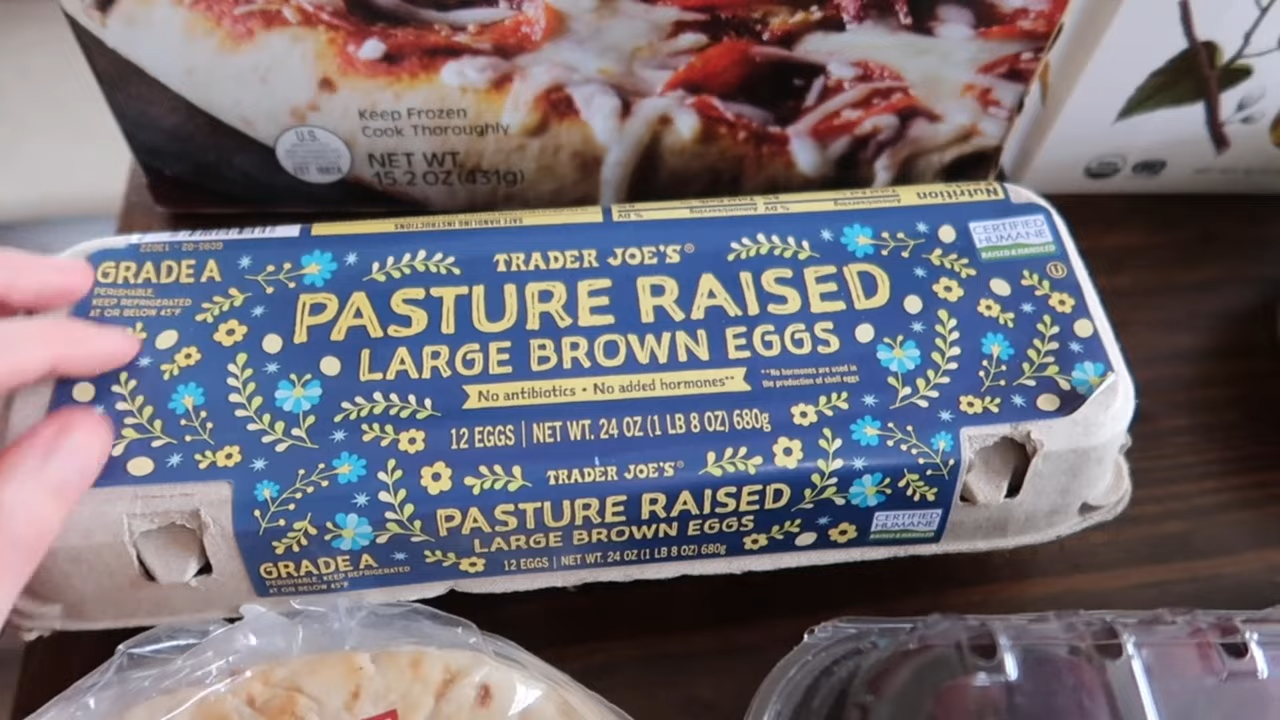 Keep Frozen
Cook Thoroughly
U.S.
NET WT.
15.2 OZ (431g)
Nutrition
SAFE HANDLING INSTRUCTIONS
GRADE A
PERISHABLE,
KEEP REFRIGERATED
AT OR BELOW 45°F
TRADER JOE'S®
PASTURE RAISED
LARGE BROWN EGGS
No antibiotics • No added hormones**
**No hormones are used in
the production of shell eggs
12 EGGS | NET WT. 24 OZ (1 LB 8 OZ) 680g
CERTIFIED
HUMANE
RAISED & HANDLED
U
TRADER JOE'S®
PASTURE RAISED
LARGE BROWN EGGS
12 EGGS | NET WT. 24 OZ (1 LB 8 OZ) 680g
GRADE A
PERISHABLE, KEEP REFRIGERATED
AT OR BELOW 45°F
CERTIFIED
HUMANE
RAISED & HANDLED